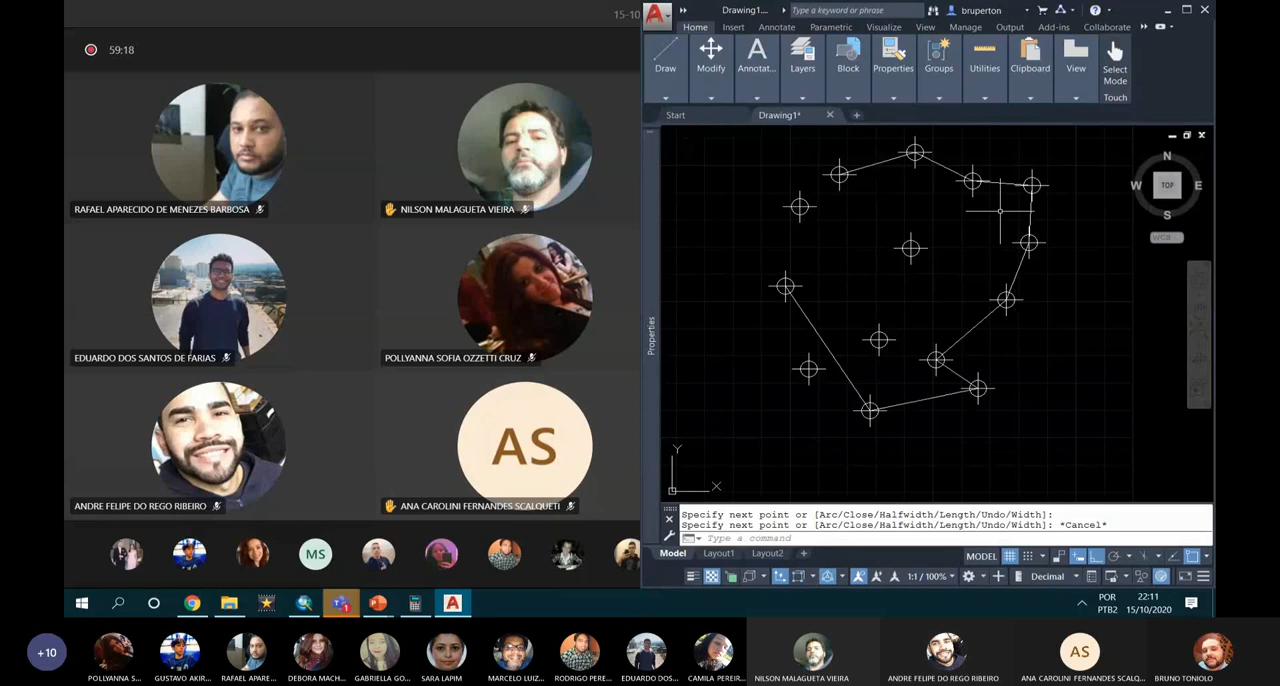 15-10
59:18
RAFAEL APARECIDO DE MENEZES BARBOSA
NILSON MALAGUETA VIEIRA
EDUARDO DOS SANTOS DE FARIAS
POLLYANNA SOFIA OZZETTI CRUZ
AS
ANDRE FELIPE DO REGO RIBEIRO
ANA CAROLINI FERNANDES SCALQUETI
MS
Drawing1...
Type a keyword or phrase
bruperton
Home Insert Annotate Parametric Visualize View Manage Output Add-ins Collaborate
Draw Modify Annotat... Layers Block Properties Groups Utilities Clipboard View Select Mode
Touch
Start Drawing1*
N
W TOP E
S
WCS
Properties
Y
X
Specify next point or [Arc/Close/Halfwidth/Length/Undo/Width]:
Specify next point or [Arc/Close/Halfwidth/Length/Undo/Width]: *Cancel*
Type a command
Model Layout1 Layout2 +
MODEL
1:1 / 100% Decimal
POR
PTB2
22:11
15/10/2020
+10
AS
POLLYANNA S... GUSTAVO AKIR... RAFAEL APARE... DEBORA MACH... GABRIELLA GO... SARA LAPIM MARCELO LUIZ... RODRIGO PERE... EDUARDO DOS... CAMILA PEREIR... NILSON MALAGUETA VIEIRA ANDRE FELIPE DO REGO RIB... ANA CAROLINI FERNANDES SCALQ... BRUNO TONIOLO